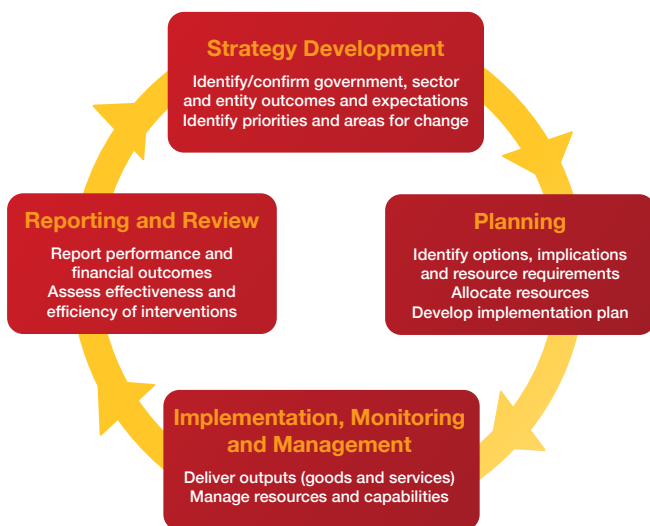 Strategy Development
Identify/confirm government, sector
and entity outcomes and expectations
Identify priorities and areas for change
Planning
Identify options, implications
and resource requirements
Allocate resources
Develop implementation plan
Implementation, Monitoring
and Management
Deliver outputs (goods and services)
Manage resources and capabilities
Reporting and Review
Report performance and
financial outcomes
Assess effectiveness and
efficiency of interventions